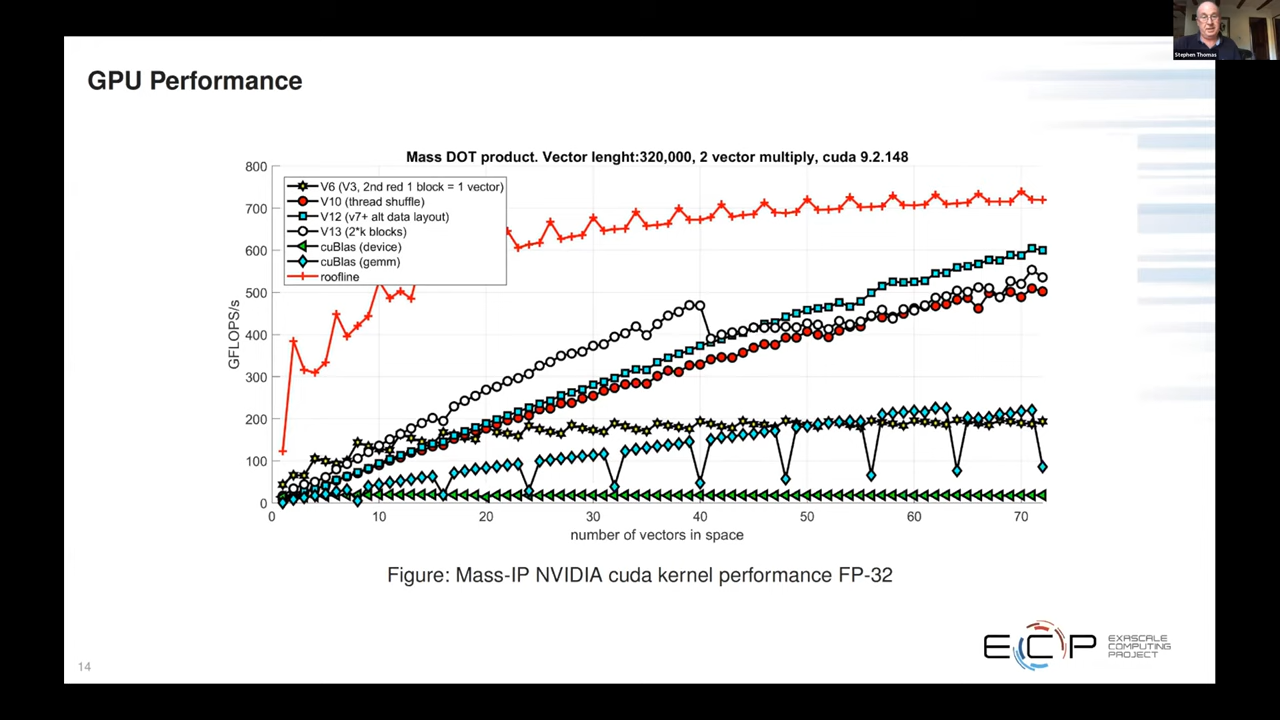 Stephen Thomas
GPU Performance
Mass DOT product. Vector lenght:320,000, 2 vector multiply, cuda 9.2.148
800
700
600
500
400
300
200
100
0
GFLOPS/s
V6 (V3, 2nd red 1 block = 1 vector)
V10 (thread shuffle)
V12 (v7+ alt data layout)
V13 (2*k blocks)
cuBlas (device)
cuBlas (gemm)
roofline
0 10 20 30 40 50 60 70
number of vectors in space
Figure: Mass-IP NVIDIA cuda kernel performance FP-32
ECP
EXASCALE
COMPUTING
PROJECT
14